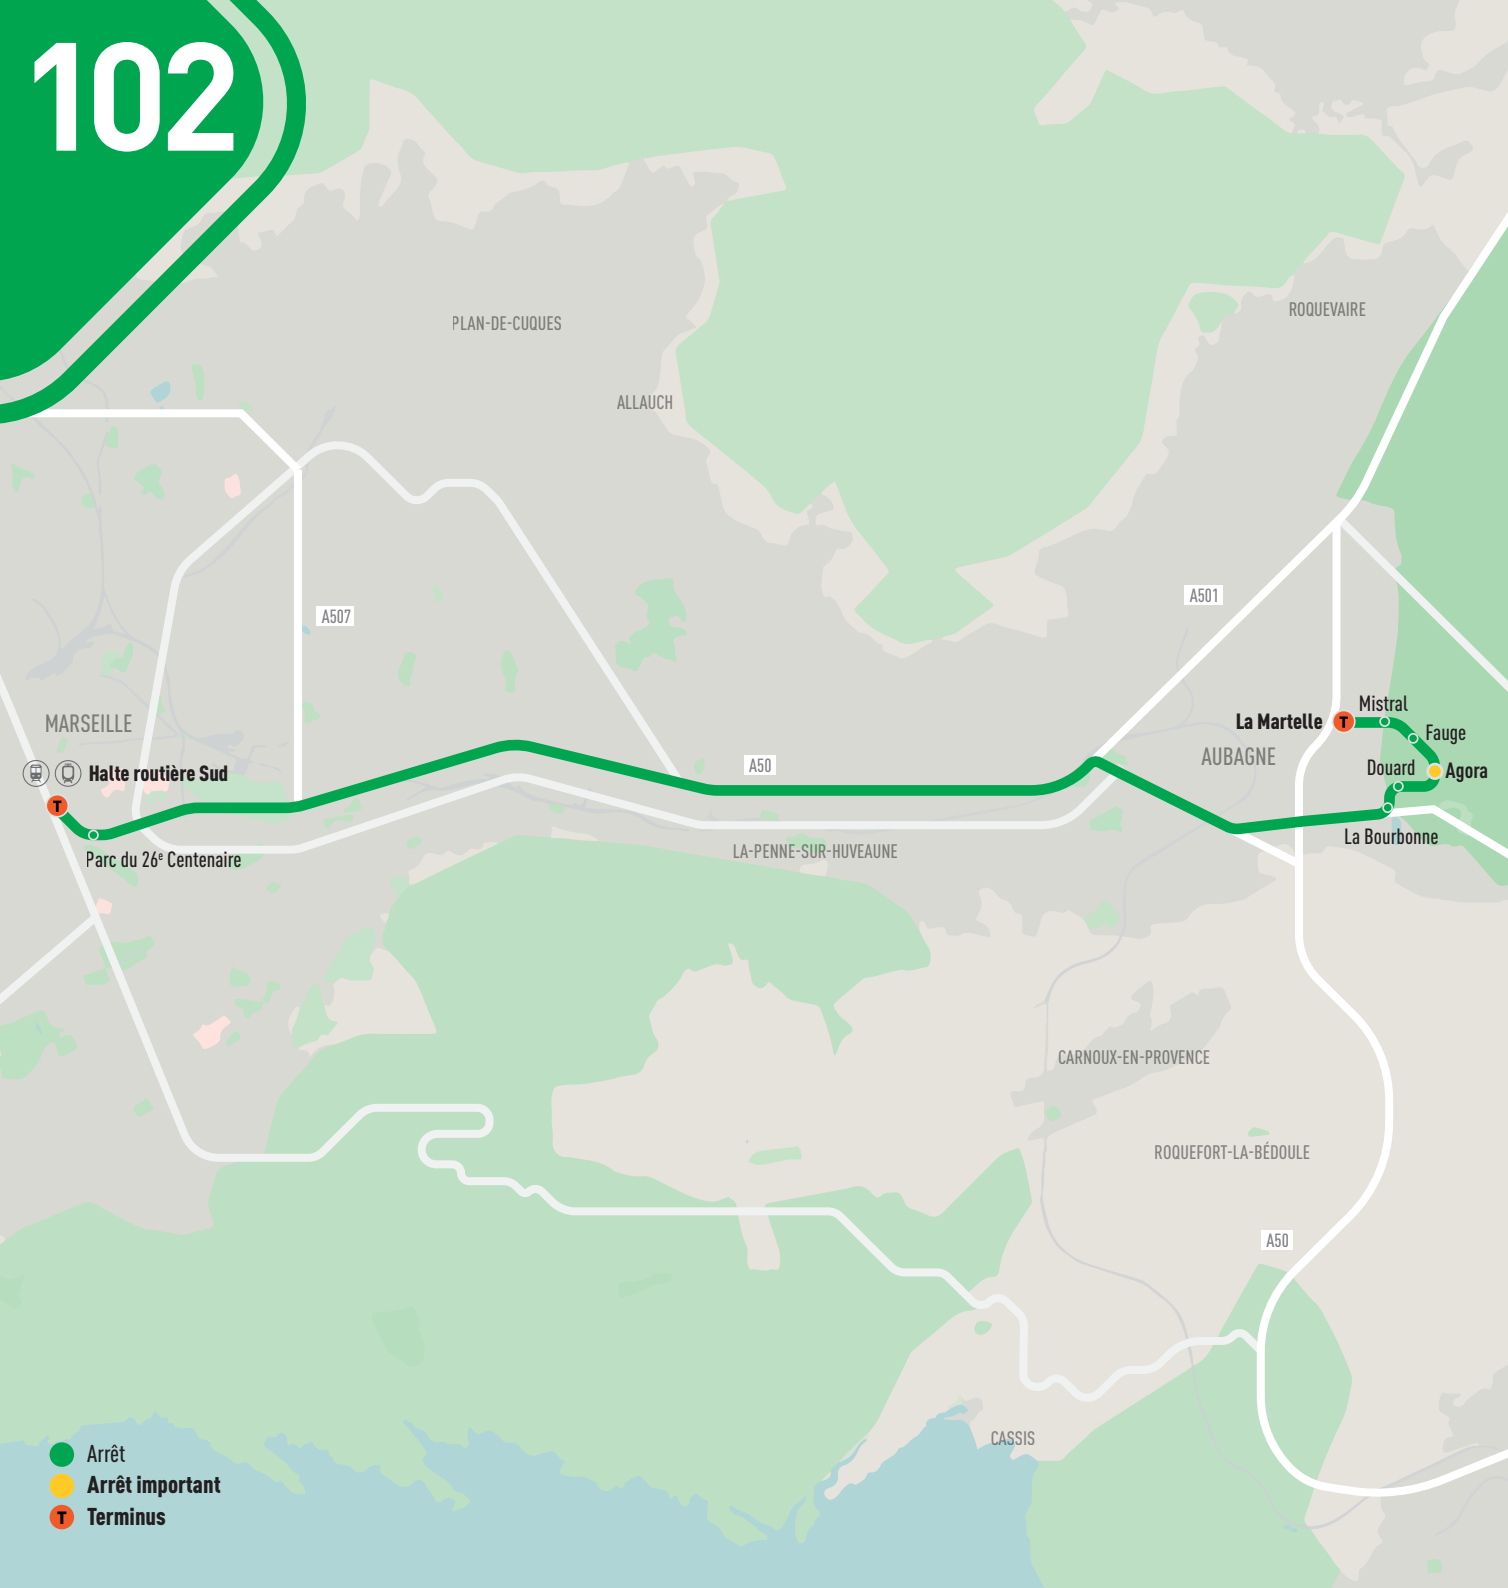 102
PLAN-DE-CUQUES
ROQUEVAIRE
ALLAUCH
A507
A501
MARSEILLE
Halte routière Sud
T
Parc du 26e Centenaire
A50
LA-PENNE-SUR-HUVEAUNE
La Martelle
T
Mistral
Fauge
AUBAGNE
Douard
Agora
La Bourbonne
CARNOUX-EN-PROVENCE
ROQUEFORT-LA-BÉDOULE
A50
CASSIS
Arrêt
Arrêt important
T Terminus